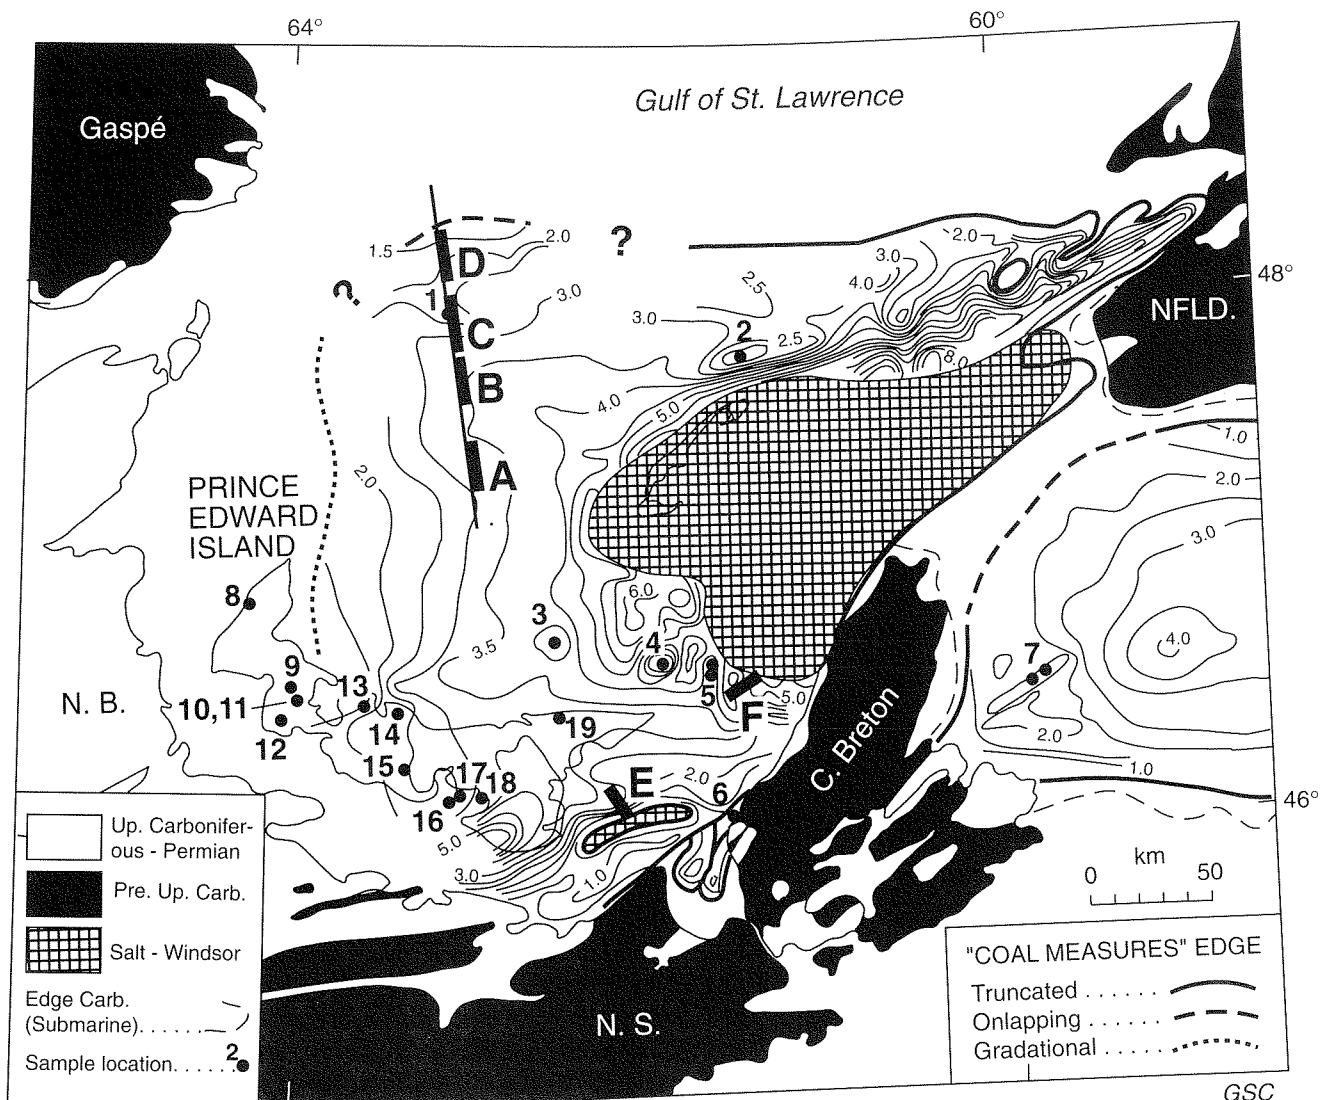 64°
60°
Gulf of St. Lawrence
Gaspé
2.0
1.5
2.0
?
D
3.0
48°
2.5
4.0
?
1
3.0
NFLD.
C
3.0
2
2.5
8.0
B
4.0
5.0
1.0
A
2.0
2.0
PRINCE
EDWARD
ISLAND
3.0
8
6.0
3
4
4.0
3.5
7
9
13
5
5.0
N. B.
10,11
F
12
14
19
2.0
C. Breton
15
E
2.0
1.0
17
18
6
16
46°
5.0
3.0
1.0
km
0 50
Up. Carbonifer-
ous - Permian
Pre. Up. Carb.
Salt - Windsor
Edge Carb.
(Submarine)......
Sample location......
2
N. S.
"COAL MEASURES" EDGE
Truncated ......
Onlapping ......
Gradational ......
GSC